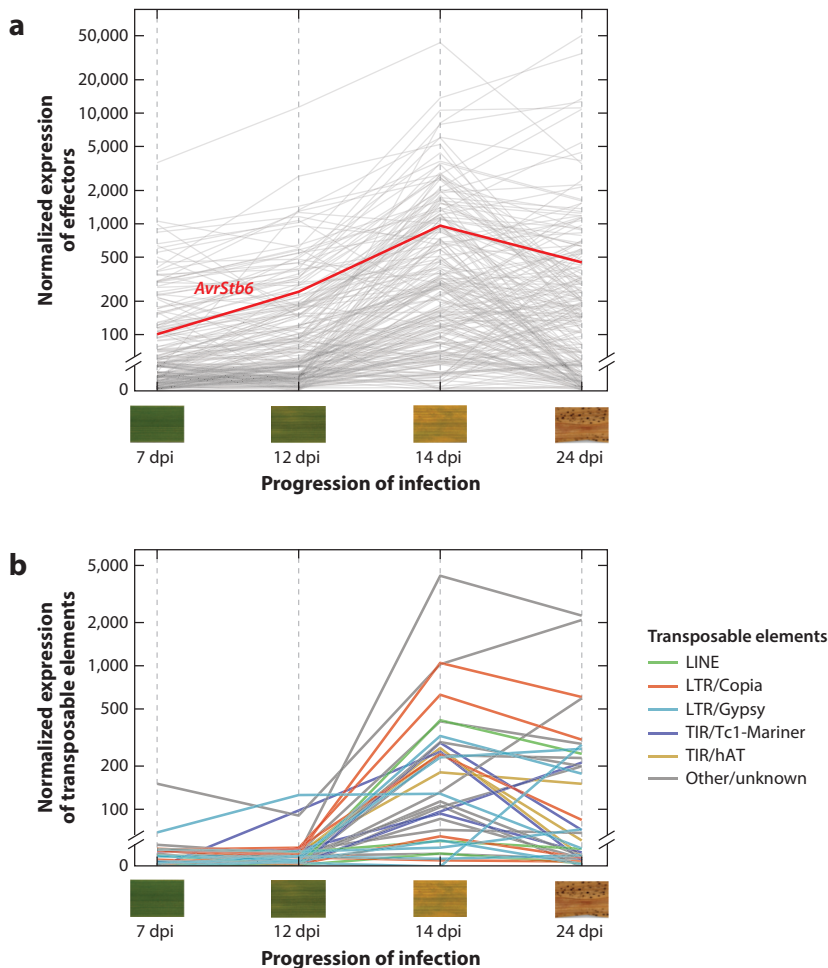 a
Normalized expression
of effectors
50,000
20,000
10,000
5,000
2,000
1,000
500
200
100
0
AvrStb6
7 dpi
12 dpi
14 dpi
24 dpi
Progression of infection
b
Normalized expression
of transposable elements
5,000
2,000
1,000
500
200
100
0
7 dpi
12 dpi
14 dpi
24 dpi
Progression of infection
Transposable elements
LINE
LTR/Copia
LTR/Gypsy
TIR/Tc1-Mariner
TIR/hAT
Other/unknown